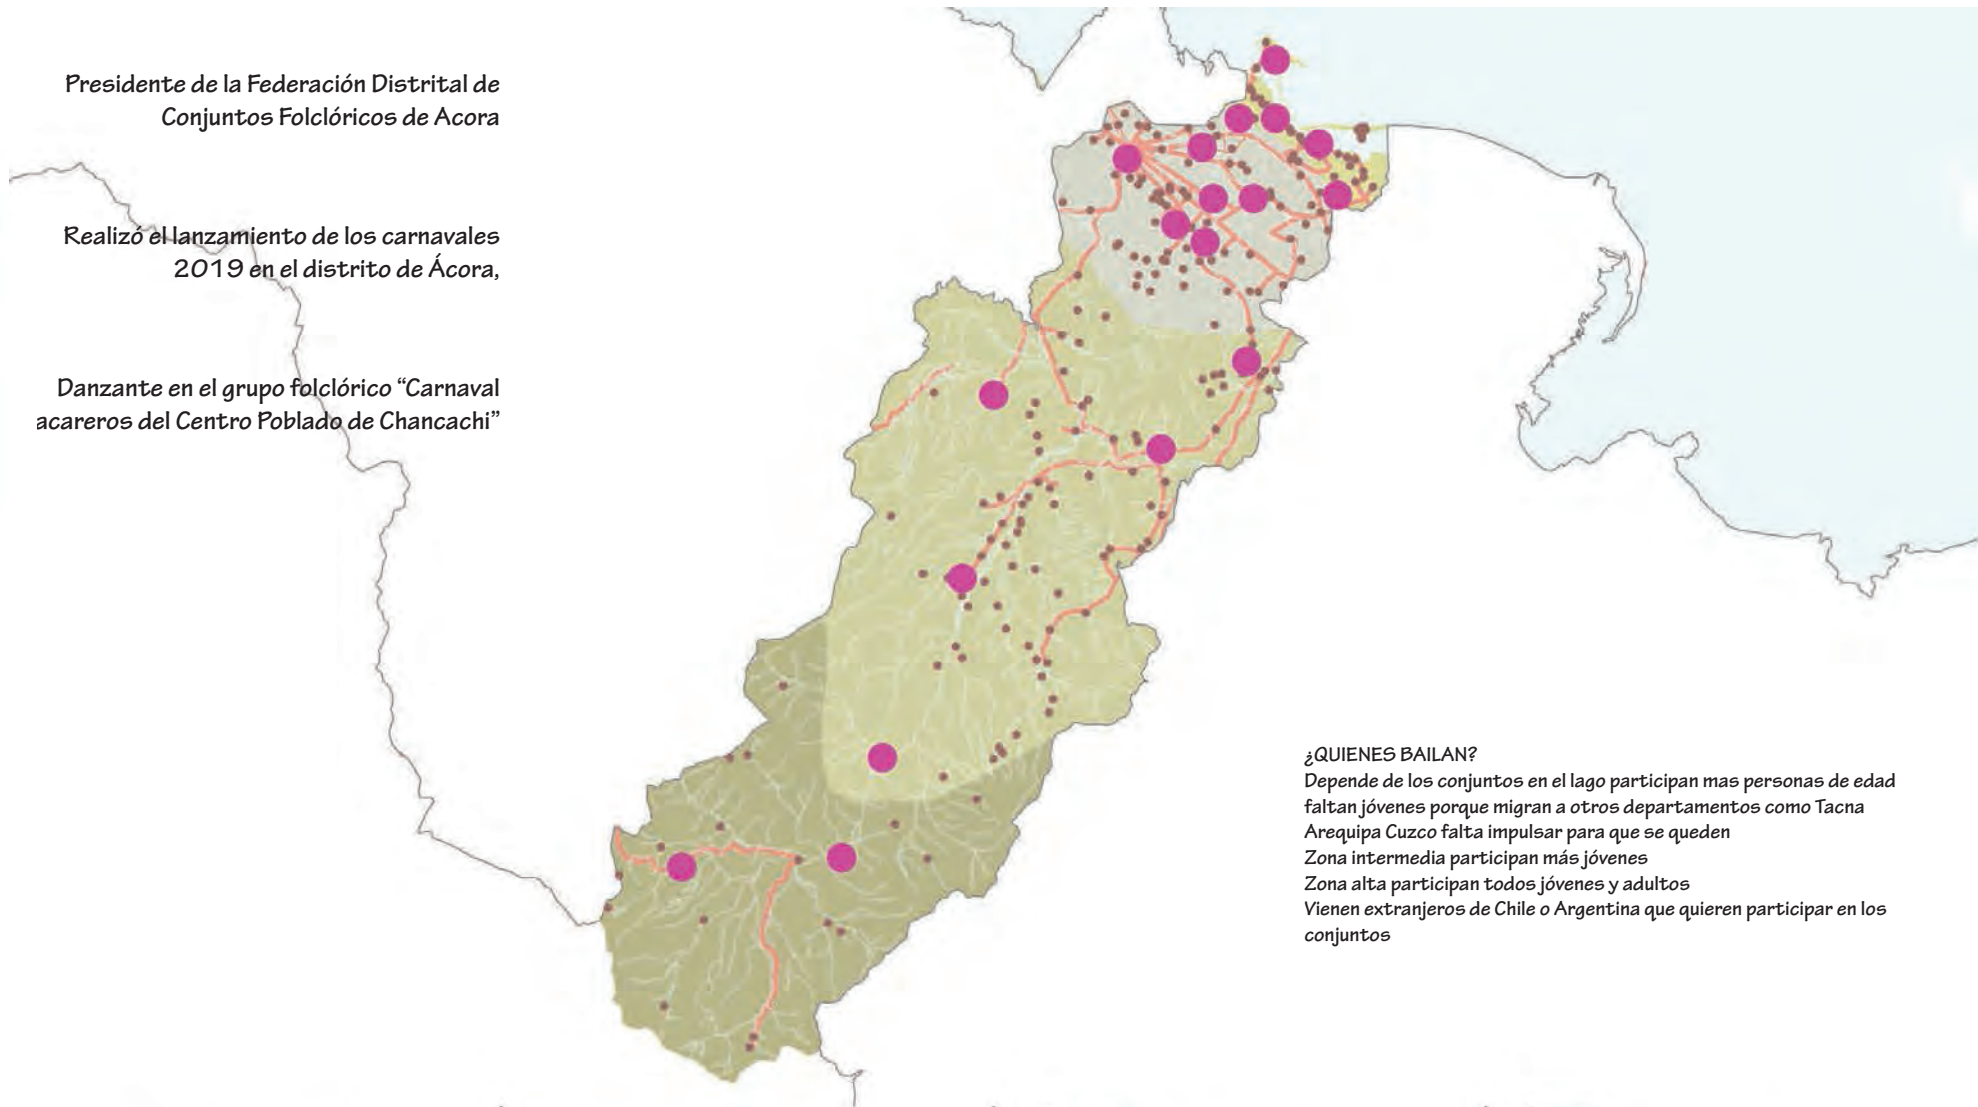 Presidente de la Federación Distrital de
Conjuntos Folclóricos de Acora
Realizó el lanzamiento de los carnavales
2019 en el distrito de Ácora,
Danzante en el grupo folclórico “Carnaval
acareros del Centro Poblado de Chancachi”
¿QUIENES BAILAN?
Depende de los conjuntos en el lago participan mas personas de edad
faltan jóvenes porque migran a otros departamentos como Tacna
Arequipa Cuzco falta impulsar para que se queden
Zona intermedia participan más jóvenes
Zona alta participan todos jóvenes y adultos
Vienen extranjeros de Chile o Argentina que quieren participar en los
conjuntos